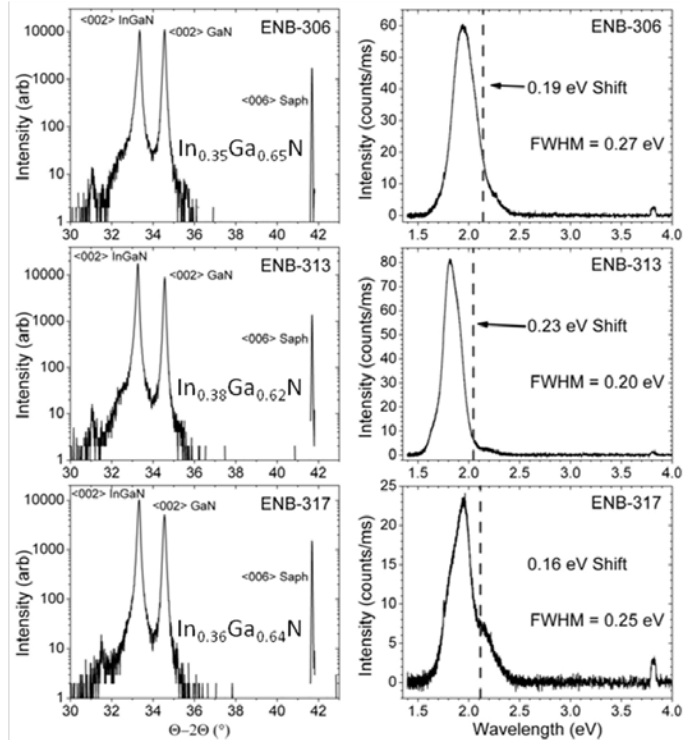 <002> InGaN
<002> GaN
ENB-306
<006> Saph
In0.35Ga0.65N
Intensity (arb)
10000
1000
100
10
1
30 32 34 36 38 40 42
ENB-306
0.19 eV Shift
FWHM = 0.27 eV
Intensity (counts/ms)
60
50
40
30
20
10
0
1.5 2.0 2.5 3.0 3.5 4.0
<002> InGaN
<002> GaN
ENB-313
<006> Saph
In0.38Ga0.62N
Intensity (arb)
10000
1000
100
10
1
30 32 34 36 38 40 42
ENB-313
0.23 eV Shift
FWHM = 0.20 eV
Intensity (counts/ms)
80
70
60
50
40
30
20
10
0
1.5 2.0 2.5 3.0 3.5 4.0
<002> InGaN
<002> GaN
ENB-317
<006> Saph
In0.36Ga0.64N
Intensity (arb)
10000
1000
100
10
1
30 32 34 36 38 40 42
Θ–2Θ (°)
ENB-317
0.16 eV Shift
FWHM = 0.25 eV
Intensity (counts/ms)
25
20
15
10
5
0
1.5 2.0 2.5 3.0 3.5 4.0
Wavelength (eV)